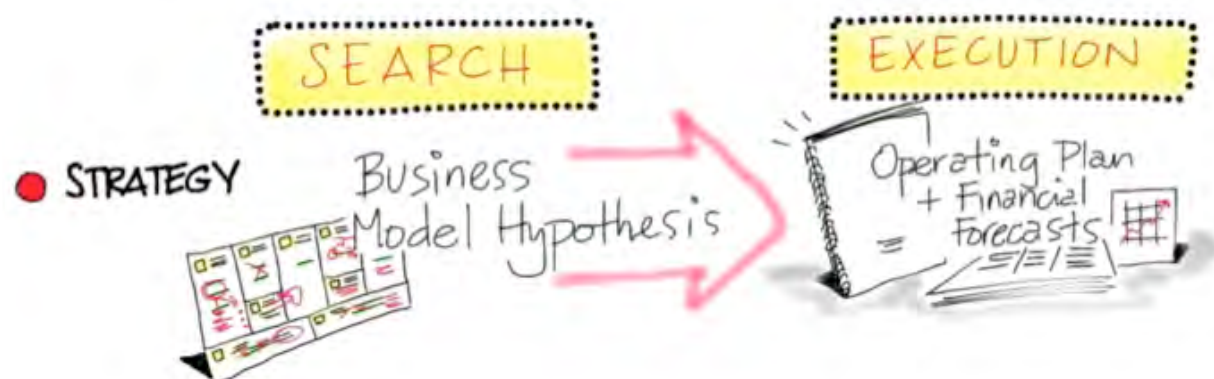 SEARCH
EXECUTION
STRATEGY
Business
Model Hypothesis
Operating Plan
+ Financial
Forecasts